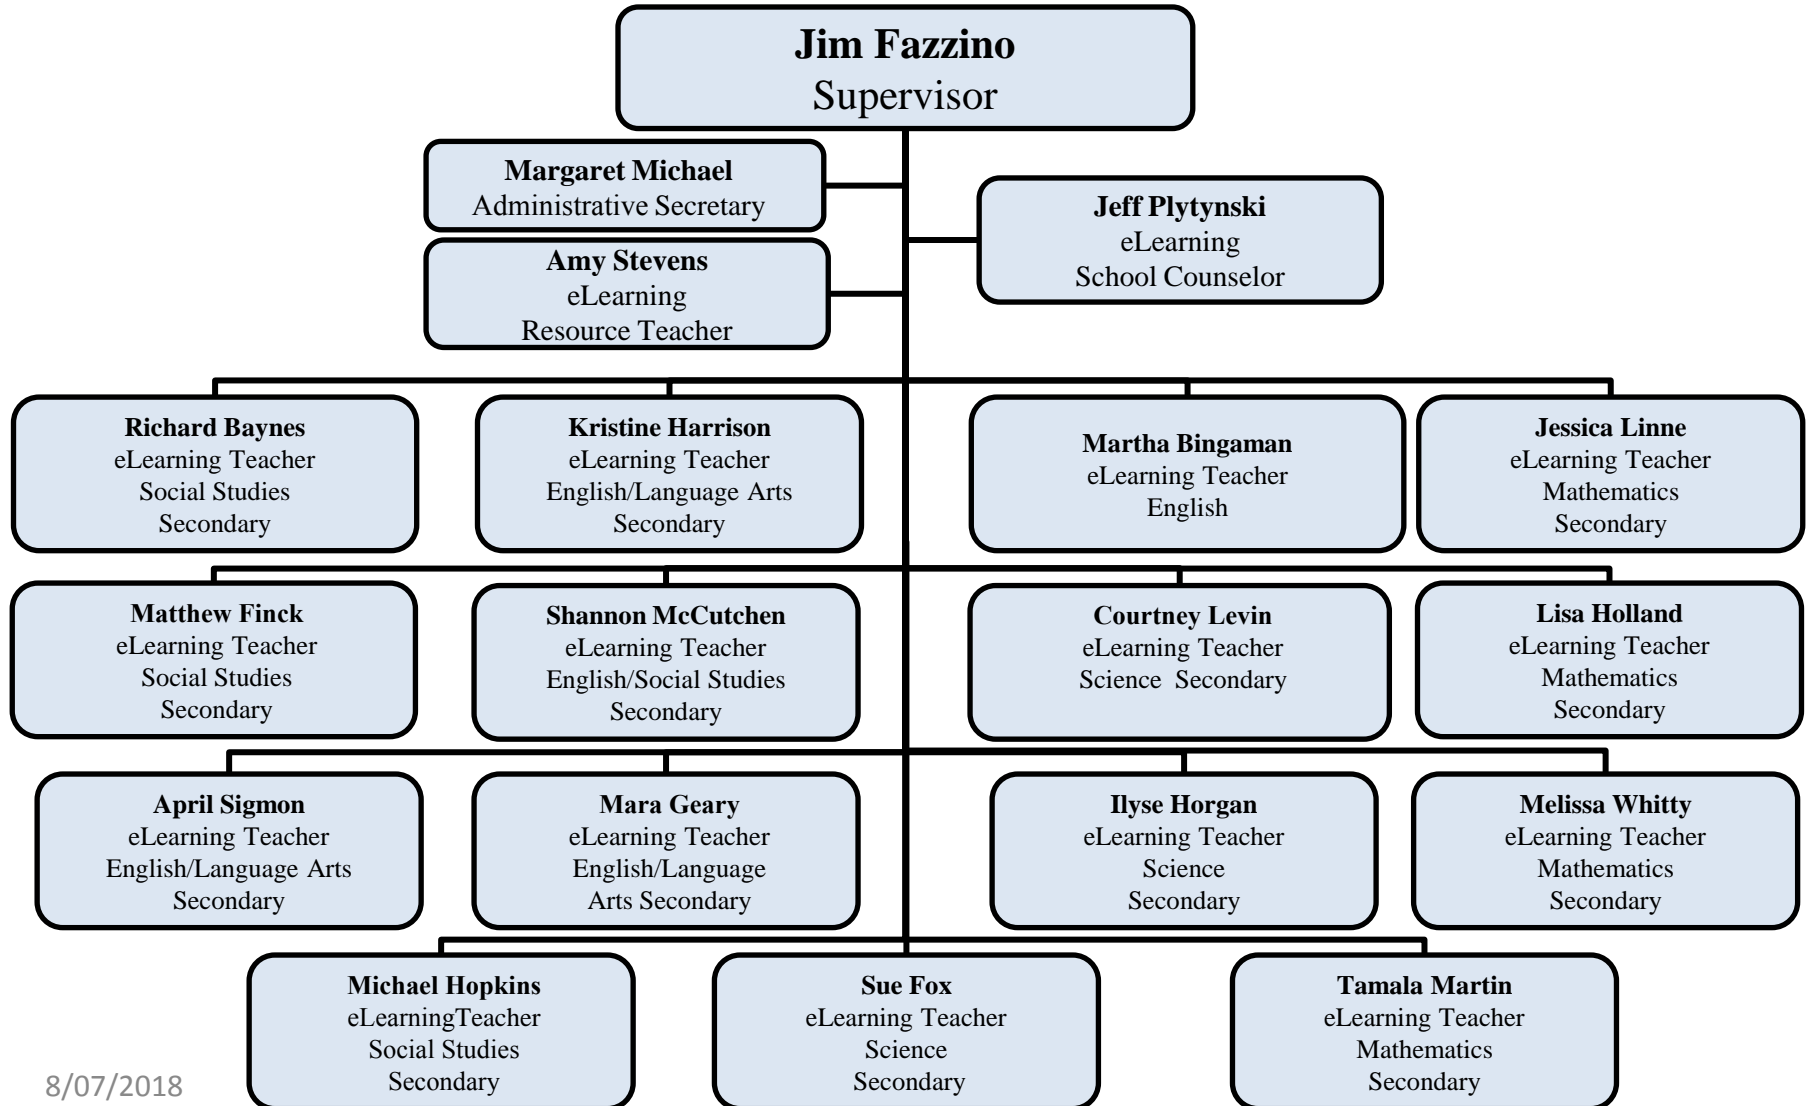 Jim Fazzino
Supervisor
Margaret Michael
Administrative Secretary
Jeff Plytynski
eLearning
School Counselor
Amy Stevens
eLearning
Resource Teacher
Richard Baynes
eLearning Teacher
Social Studies
Secondary
Kristine Harrison
eLearning Teacher
English/Language Arts
Secondary
Martha Bingaman
eLearning Teacher
English
Jessica Linne
eLearning Teacher
Mathematics
Secondary
Matthew Finck
eLearning Teacher
Social Studies
Secondary
Shannon McCutchen
eLearning Teacher
English/Social Studies
Secondary
Courtney Levin
eLearning Teacher
Science Secondary
Lisa Holland
eLearning Teacher
Mathematics
Secondary
April Sigmon
eLearning Teacher
English/Language Arts
Secondary
Mara Geary
eLearning Teacher
English/Language
Arts Secondary
Ilyse Horgan
eLearning Teacher
Science
Secondary
Melissa Whitty
eLearning Teacher
Mathematics
Secondary
Michael Hopkins
eLearningTeacher
Social Studies
Secondary
Sue Fox
eLearning Teacher
Science
Secondary
Tamala Martin
eLearning Teacher
Mathematics
Secondary
8/07/2018